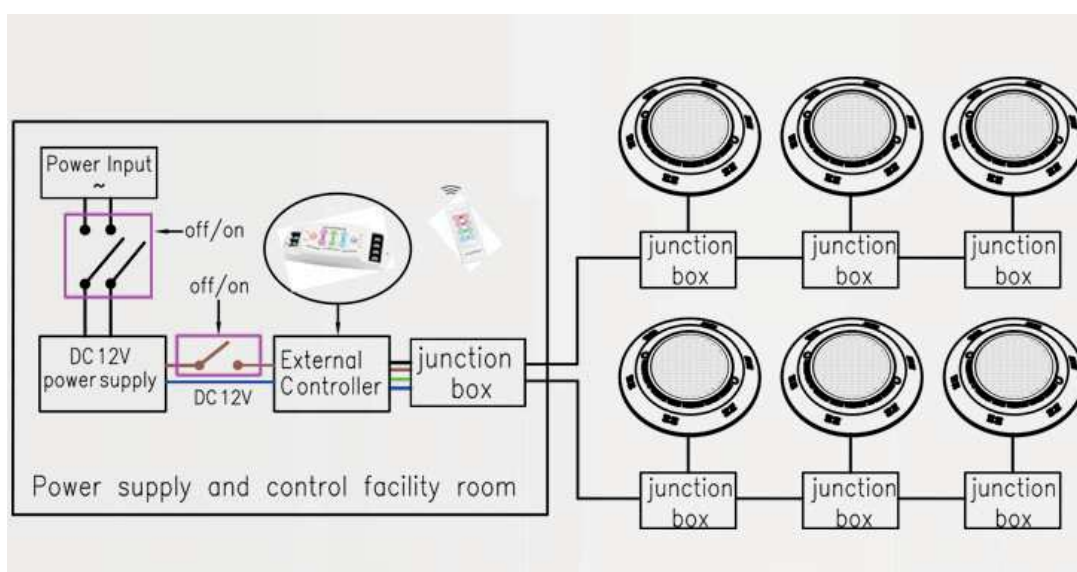 Power Input
~
off/on
off/on
DC 12V
power supply
DC 12V
External
Controller
junction
box
Power supply and control facility room
junction
box
junction
box
junction
box
junction
box
junction
box
junction
box